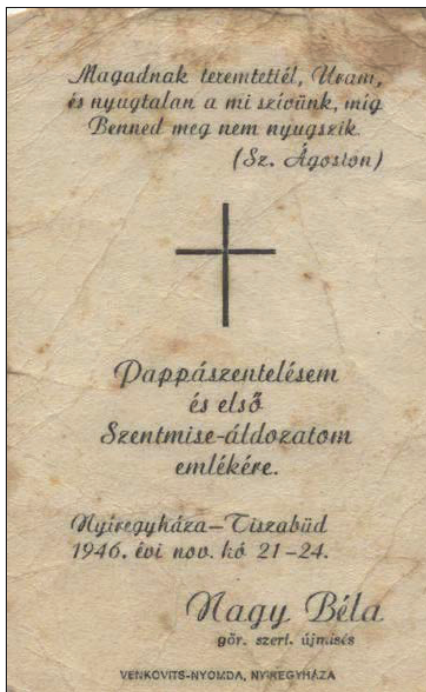 Magadnak teremtettél, Uram,
és nyugtalan a mi szívünk, míg
Benned meg nem nyugszik.
(Sz. Ágoston)
Pappászentelésem
és első
Szentmise-áldozatom
emlékére.
Nyíregyháza—Tiszabüd
1946. évi nov. hó 21-24.
Nagy Béla
gör. szert. újmisés
VENKOVITS-NYOMDA, NYIREGYHÁZA